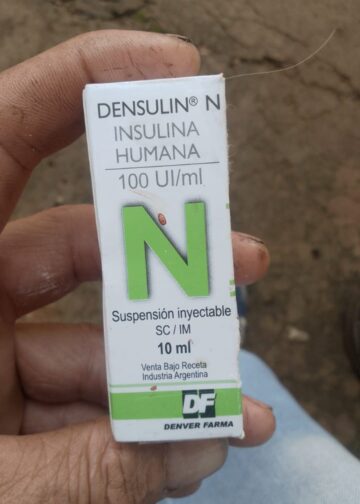 DENSULIN® N
INSULINA
HUMANA
100 UI/ml
N
Suspensión inyectable
SC / IM
10 ml
Venta Bajo Receta
Industria Argentina
DF
DENVER FARMA